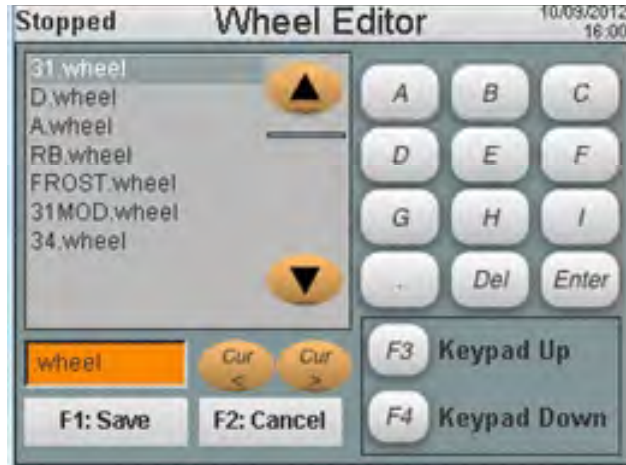 Stopped
Wheel Editor
10/09/2012
16:00
31.wheel
D.wheel
A.wheel
RB.wheel
FROST.wheel
31MOD.wheel
34.wheel
A B C
D E F
G H I
. Del Enter
.wheel
Cur <
Cur >
F1: Save
F2: Cancel
F3 Keypad Up
F4 Keypad Down